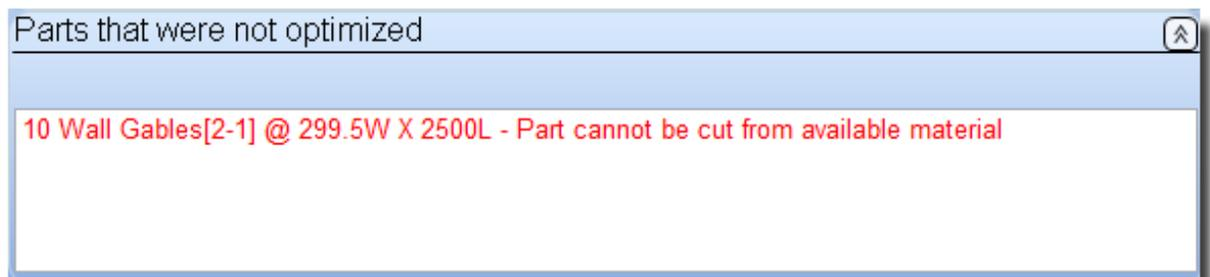 Parts that were not optimized
10 Wall Gables[2-1] @ 299.5W X 2500L - Part cannot be cut from available material